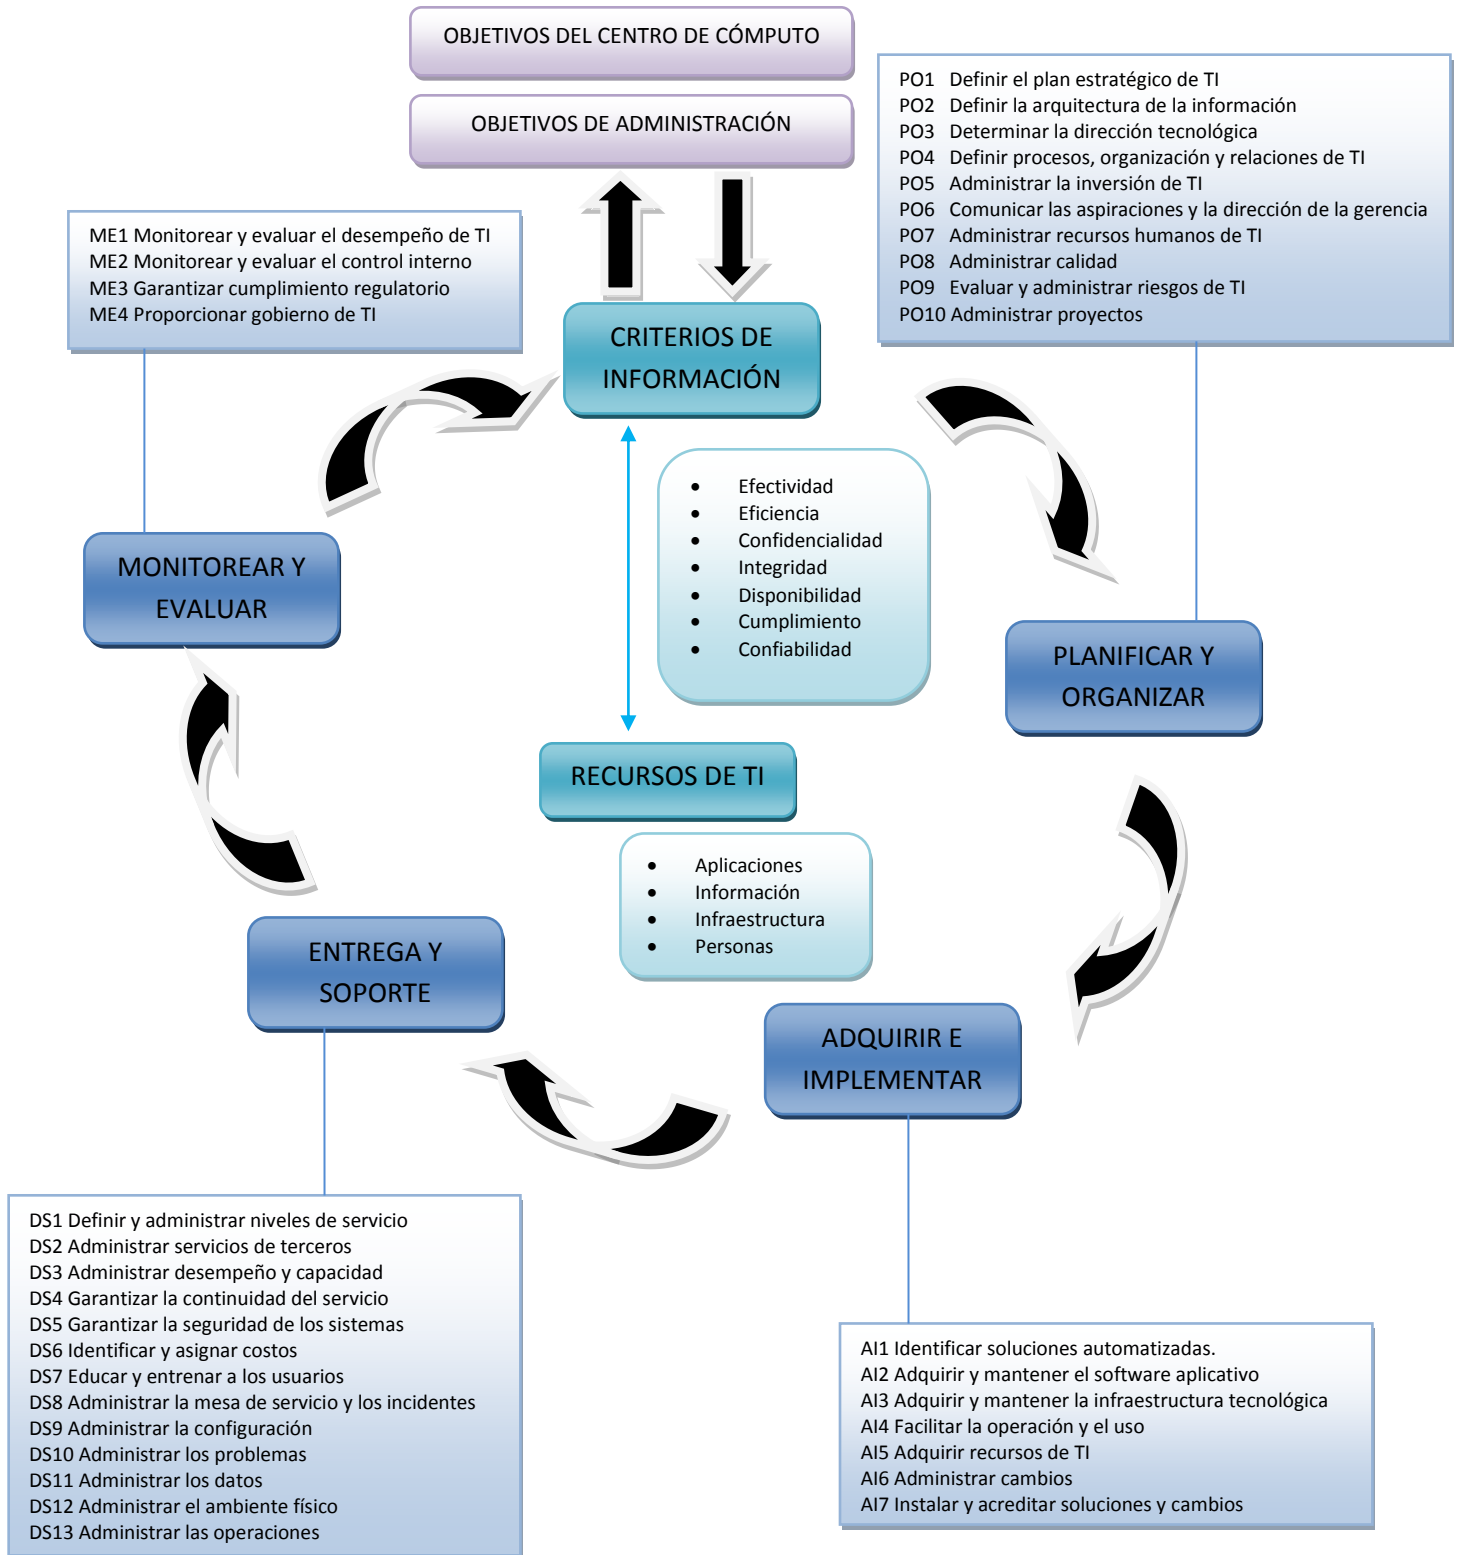 OBJETIVOS DEL CENTRO DE CÓMPUTO
OBJETIVOS DE ADMINISTRACIÓN
PO1 Definir el plan estratégico de TI
PO2 Definir la arquitectura de la información
PO3 Determinar la dirección tecnológica
PO4 Definir procesos, organización y relaciones de TI
PO5 Administrar la inversión de TI
PO6 Comunicar las aspiraciones y la dirección de la gerencia
PO7 Administrar recursos humanos de TI
PO8 Administrar calidad
PO9 Evaluar y administrar riesgos de TI
PO10 Administrar proyectos
ME1 Monitorear y evaluar el desempeño de TI
ME2 Monitorear y evaluar el control interno
ME3 Garantizar cumplimiento regulatorio
ME4 Proporcionar gobierno de TI
CRITERIOS DE
INFORMACIÓN
• Efectividad
• Eficiencia
• Confidencialidad
• Integridad
• Disponibilidad
• Cumplimiento
• Confiabilidad
MONITOREAR Y
EVALUAR
PLANIFICAR Y
ORGANIZAR
RECURSOS DE TI
• Aplicaciones
• Información
• Infraestructura
• Personas
ENTREGA Y
SOPORTE
ADQUIRIR E
IMPLEMENTAR
DS1 Definir y administrar niveles de servicio
DS2 Administrar servicios de terceros
DS3 Administrar desempeño y capacidad
DS4 Garantizar la continuidad del servicio
DS5 Garantizar la seguridad de los sistemas
DS6 Identificar y asignar costos
DS7 Educar y entrenar a los usuarios
DS8 Administrar la mesa de servicio y los incidentes
DS9 Administrar la configuración
DS10 Administrar los problemas
DS11 Administrar los datos
DS12 Administrar el ambiente físico
DS13 Administrar las operaciones
AI1 Identificar soluciones automatizadas.
AI2 Adquirir y mantener el software aplicativo
AI3 Adquirir y mantener la infraestructura tecnológica
AI4 Facilitar la operación y el uso
AI5 Adquirir recursos de TI
AI6 Administrar cambios
AI7 Instalar y acreditar soluciones y cambios